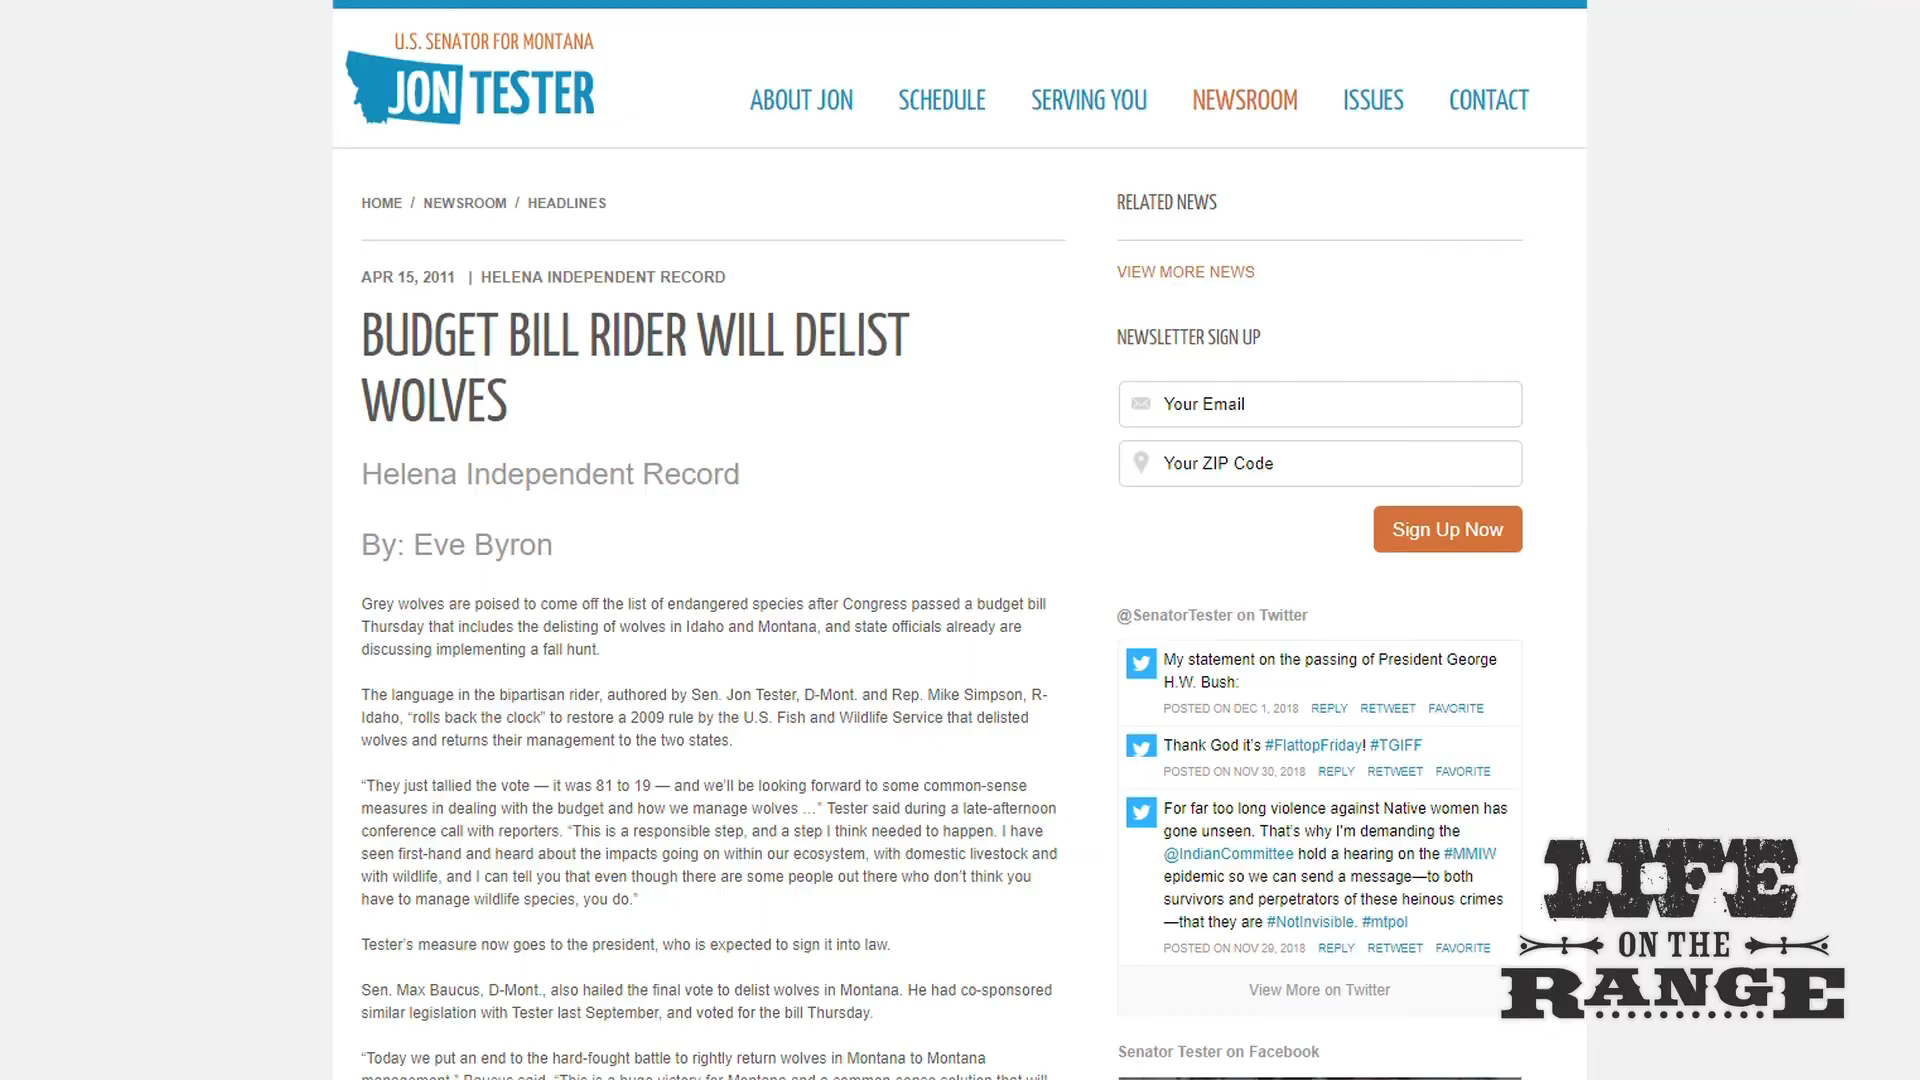 U.S. SENATOR FOR MONTANA
JON TESTER
ABOUT JON
SCHEDULE
SERVING YOU
NEWSROOM
ISSUES
CONTACT
HOME / NEWSROOM / HEADLINES
APR 15, 2011 | HELENA INDEPENDENT RECORD
BUDGET BILL RIDER WILL DELIST
WOLVES
Helena Independent Record
By: Eve Byron
Grey wolves are poised to come off the list of endangered species after Congress passed a budget bill
Thursday that includes the delisting of wolves in Idaho and Montana, and state officials already are
discussing implementing a fall hunt.
The language in the bipartisan rider, authored by Sen. Jon Tester, D-Mont. and Rep. Mike Simpson, R-
Idaho, “rolls back the clock” to restore a 2009 rule by the U.S. Fish and Wildlife Service that delisted
wolves and returns their management to the two states.
“They just tallied the vote — it was 81 to 19 — and we’ll be looking forward to some common-sense
measures in dealing with the budget and how we manage wolves …” Tester said during a late-afternoon
conference call with reporters. “This is a responsible step, and a step I think needed to happen. I have
seen first-hand and heard about the impacts going on within our ecosystem, with domestic livestock and
with wildlife, and I can tell you that even though there are some people out there who don’t think you
have to manage wildlife species, you do.”
Tester’s measure now goes to the president, who is expected to sign it into law.
Sen. Max Baucus, D-Mont., also hailed the final vote to delist wolves in Montana. He had co-sponsored
similar legislation with Tester last September, and voted for the bill Thursday.
“Today we put an end to the hard-fought battle to rightly return wolves in Montana to Montana
management,” Baucus said. “This is a huge victory for Montana and a common-sense solution that will
RELATED NEWS
VIEW MORE NEWS
NEWSLETTER SIGN UP
Your Email
Your ZIP Code
Sign Up Now
@SenatorTester on Twitter
My statement on the passing of President George
H.W. Bush:
POSTED ON DEC 1, 2018 REPLY RETWEET FAVORITE
Thank God it’s #FlattopFriday! #TGIFF
POSTED ON NOV 30, 2018 REPLY RETWEET FAVORITE
For far too long violence against Native women has
gone unseen. That’s why I’m demanding the
@IndianCommittee hold a hearing on the #MMIW
epidemic so we can send a message—to both
survivors and perpetrators of these heinous crimes
—that they are #NotInvisible. #mtpol
POSTED ON NOV 29, 2018 REPLY RETWEET FAVORITE
View More on Twitter
Senator Tester on Facebook
LIFE
ON THE
RANGE